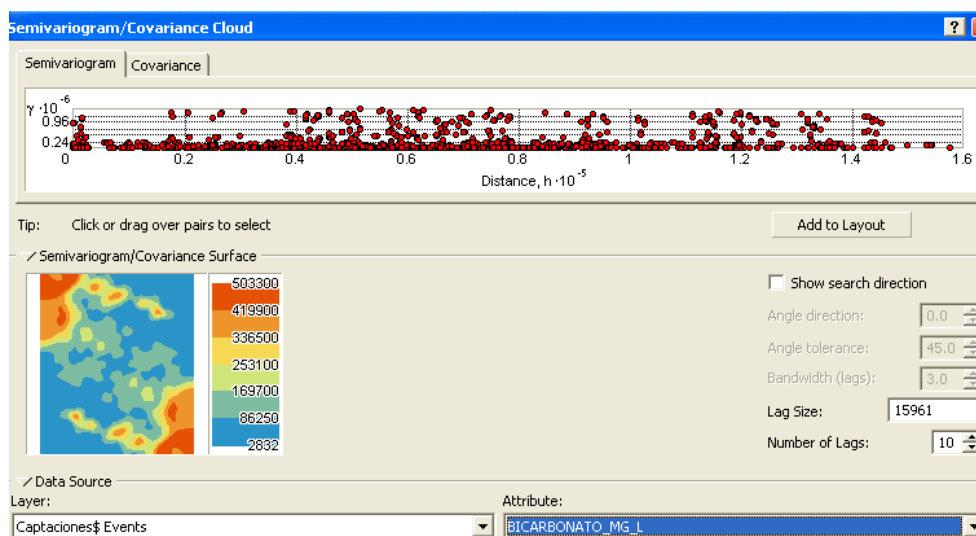 Semivariogram/Covariance Cloud
Semivariogram Covariance
γ ·10 -6
0.96
0.24
0 0.2 0.4 0.6 0.8 1 1.2 1.4 1.6
Distance, h ·10 -5
Tip: Click or drag over pairs to select
Add to Layout
Semivariogram/Covariance Surface
503300
419900
336500
253100
169700
86250
2832
Show search direction
Angle direction: 0.0
Angle tolerance: 45.0
Bandwidth (lags): 3.0
Lag Size: 15961
Number of Lags: 10
Data Source
Layer: Attribute:
Captaciones$ Events BICARBONATO_MG_L